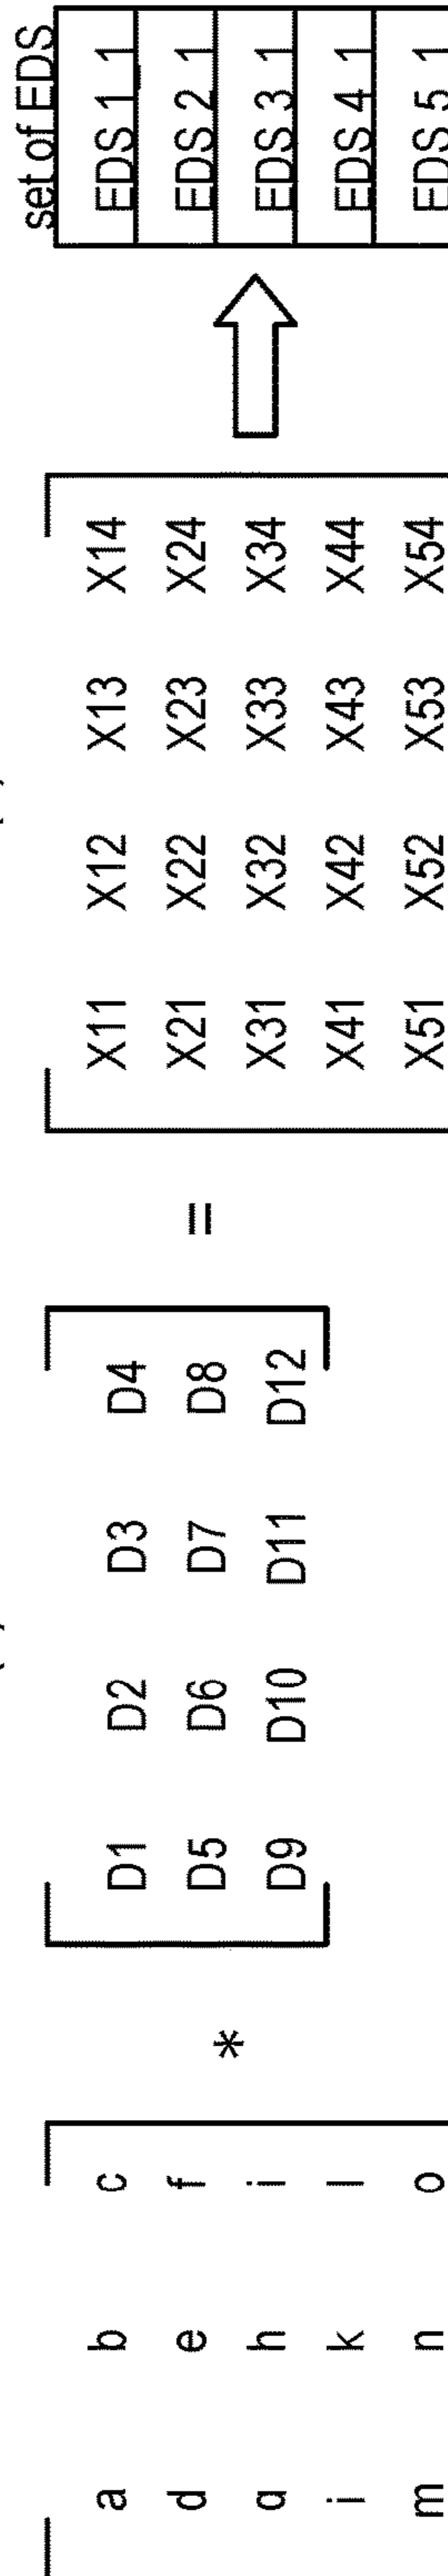 set of EDS
a b c D1 D2 D3 D4 X11 X12 X13 X14 EDS 1_1
d e f * D5 D6 D7 D8 = X21 X22 X23 X24 EDS 2_1
g h i D9 D10 D11 D12 X31 X32 X33 X34 EDS 3_1
j k l X41 X42 X43 X44 EDS 4_1
m n o X51 X52 X53 X54 EDS 5_1